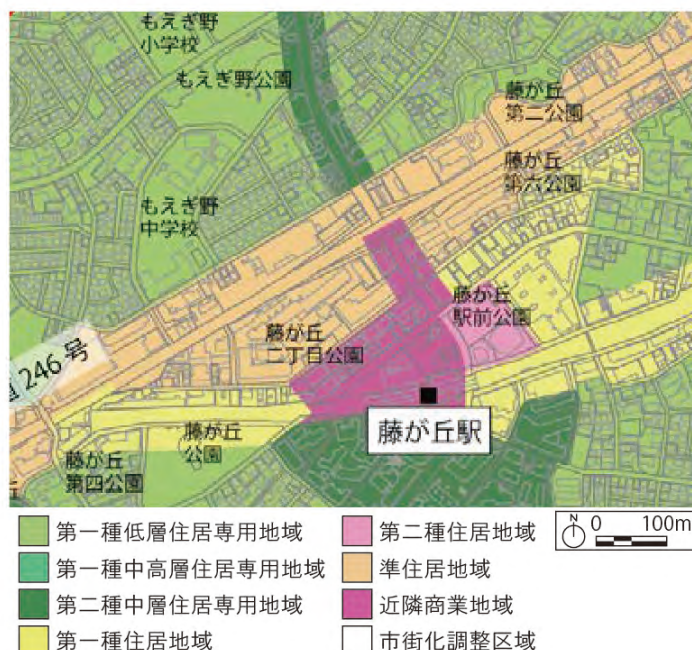 もえぎ野
小学校
もえぎ野公園
藤が丘
第二公園
藤が丘
第六公園
もえぎ野
中学校
藤が丘
駅前公園
藤が丘
二丁目公園
246 号
藤が丘駅
藤が丘
公園
藤が丘
第四公園
第一種低層住居専用地域
第一種中高層住居専用地域
第二種中層住居専用地域
第一種住居地域
第二種住居地域
準住居地域
近隣商業地域
市街化調整区域
N 0 100m